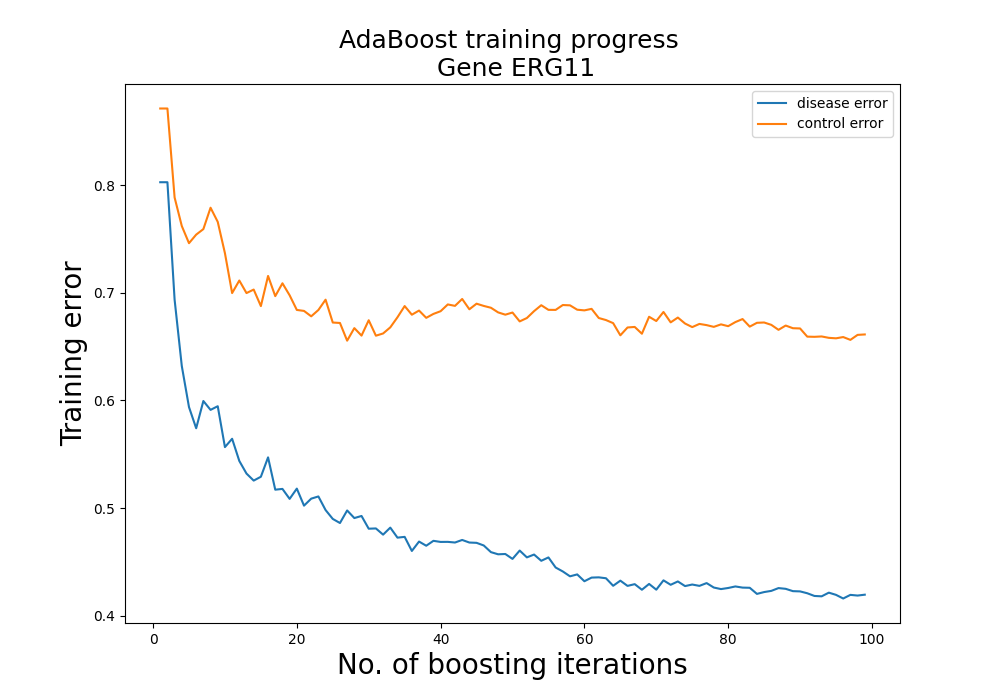 AdaBoost training progress
Gene ERG11
disease error
control error
Training error
0.8
0.7
0.6
0.5
0.4
0 20 40 60 80 100
No. of boosting iterations